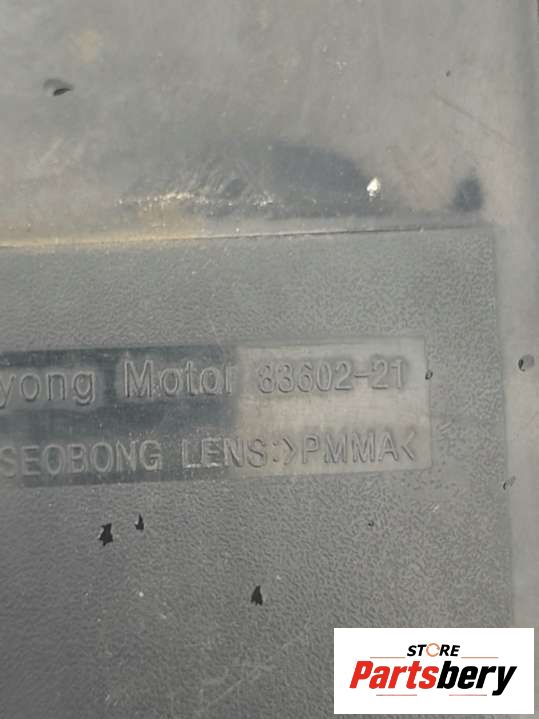 yong Motor 83602-21
SEOBONG LENS:>PMMA<
STORE
Partsbery